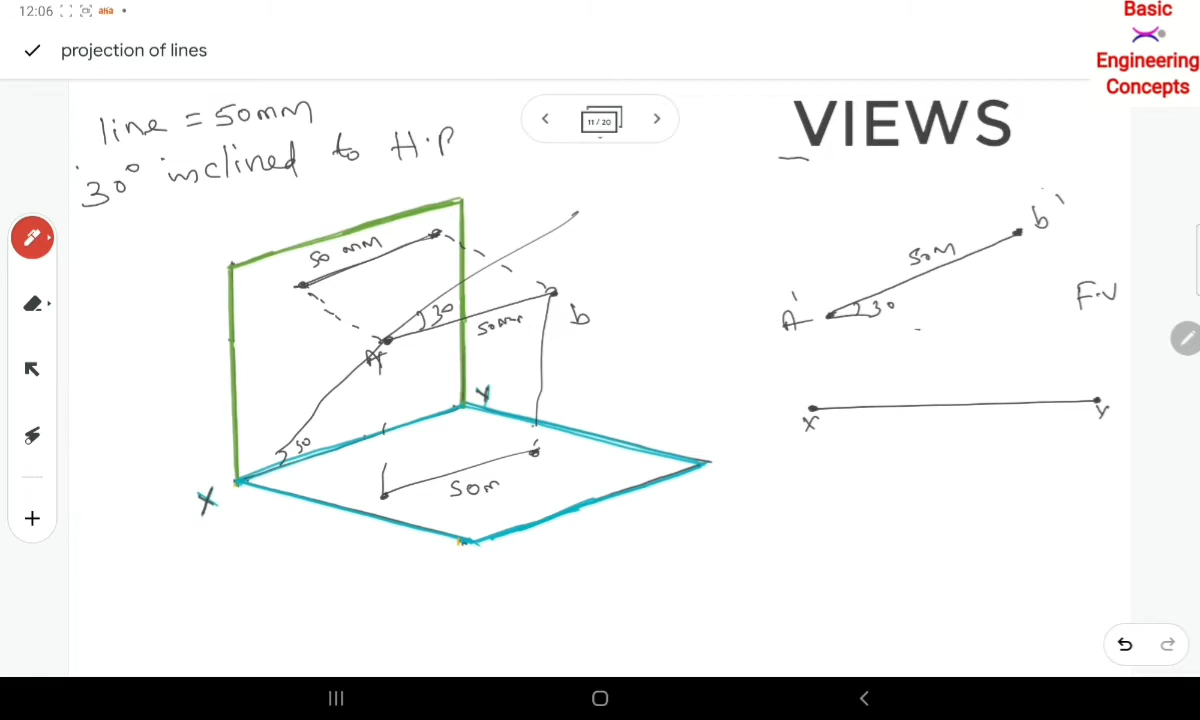 12:06
Basic
Engineering
Concepts
projection of lines
line = 50mm
30° inclined to H.P
11 / 20
VIEWS
50 mm
30
A
50mm
b
Y
X
30
50m
b'
50m
A'
30
F.V
X
Y